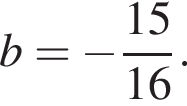 b = −15/16.